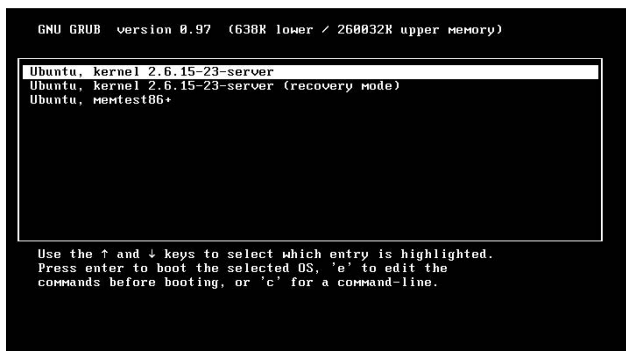 GNU GRUB version 0.97 (638K lower / 260032K upper memory)
Ubuntu, kernel 2.6.15-23-server
Ubuntu, kernel 2.6.15-23-server (recovery mode)
Ubuntu, memtest86+
Use the ↑ and ↓ keys to select which entry is highlighted.
Press enter to boot the selected OS, 'e' to edit the
commands before booting, or 'c' for a command-line.